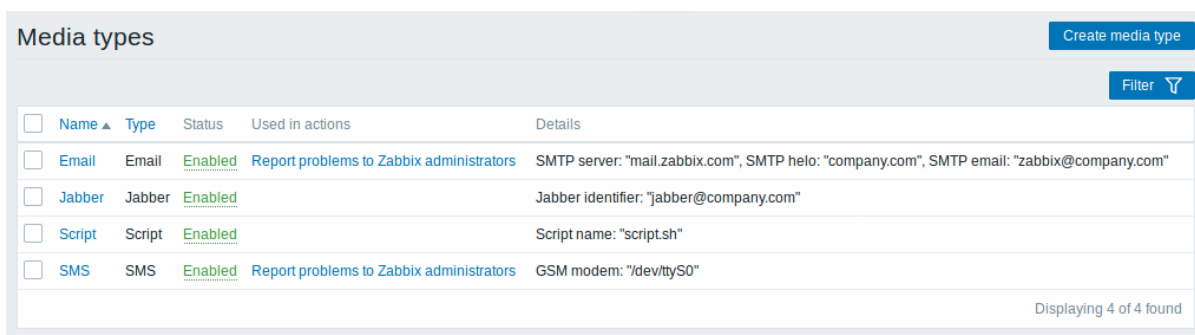 Media types
Create media type
Filter
Name Type Status Used in actions Details
Email Email Enabled Report problems to Zabbix administrators SMTP server: "mail.zabbix.com", SMTP helo: "company.com", SMTP email: "zabbix@company.com"
Jabber Jabber Enabled Jabber identifier: "jabber@company.com"
Script Script Enabled Script name: "script.sh"
SMS SMS Enabled Report problems to Zabbix administrators GSM modem: "/dev/ttyS0"
Displaying 4 of 4 found